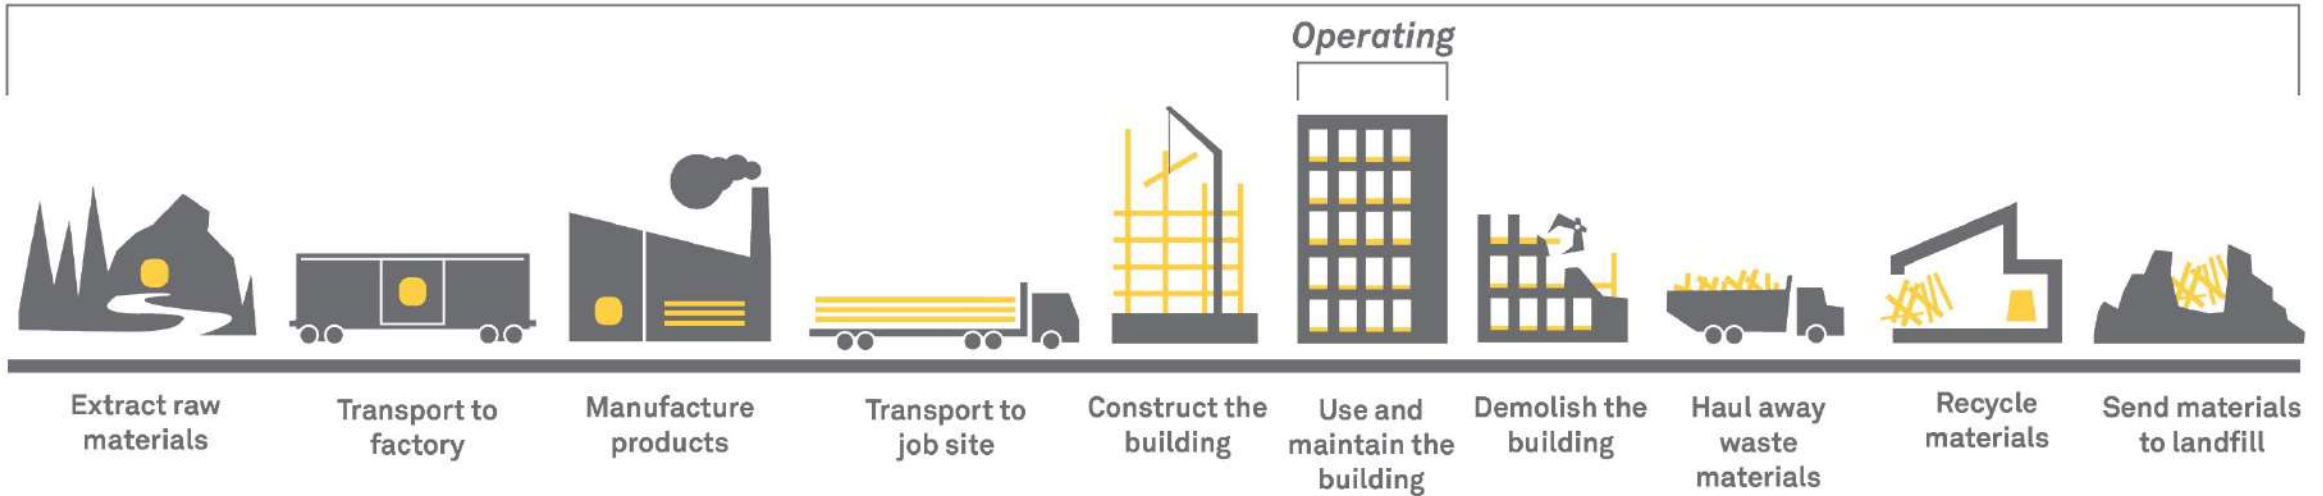 Operating
Extract raw
materials
Transport to
factory
Manufacture
products
Transport to
job site
Construct the
building
Use and
maintain the
building
Demolish the
building
Haul away
waste
materials
Recycle
materials
Send materials
to landfill